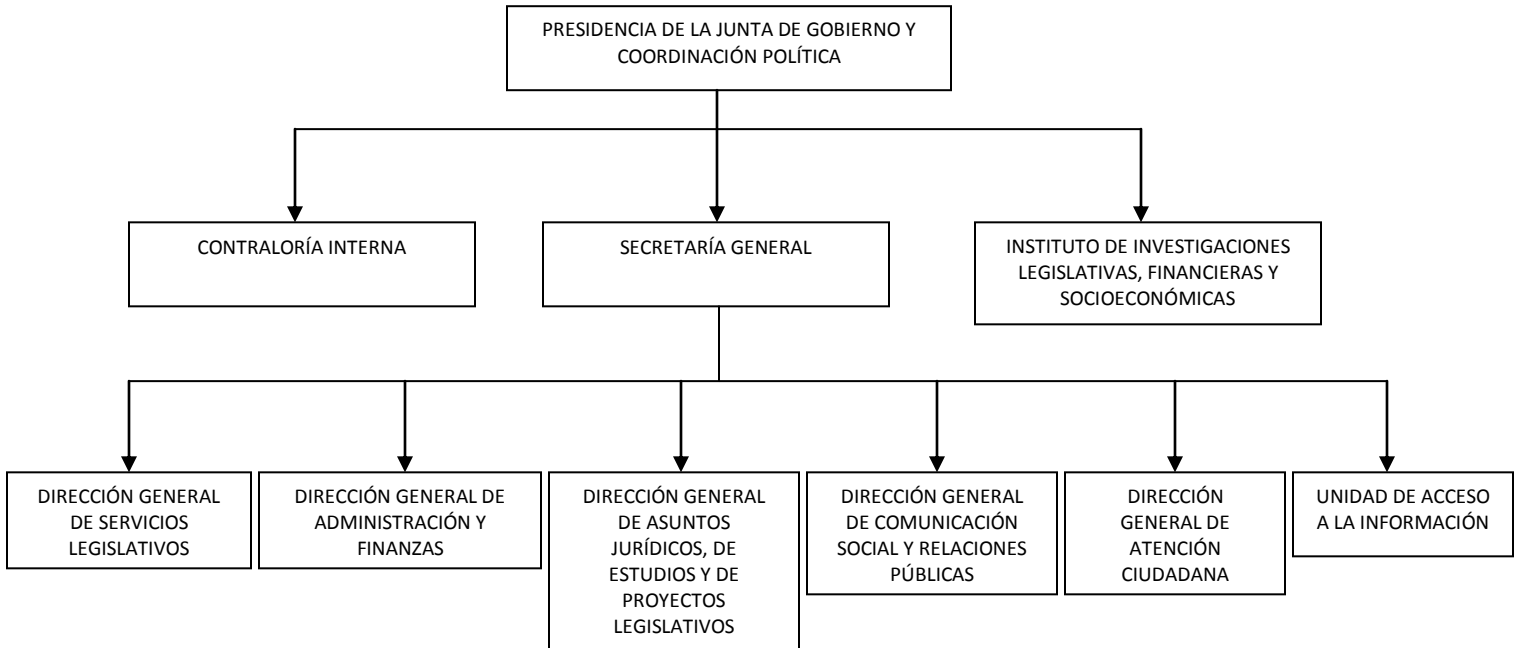 PRESIDENCIA DE LA JUNTA DE GOBIERNO Y
COORDINACIÓN POLÍTICA
CONTRALORÍA INTERNA
SECRETARÍA GENERAL
INSTITUTO DE INVESTIGACIONES
LEGISLATIVAS, FINANCIERAS Y
SOCIOECONÓMICAS
DIRECCIÓN GENERAL
DE SERVICIOS
LEGISLATIVOS
DIRECCIÓN GENERAL DE
ADMINISTRACIÓN Y
FINANZAS
DIRECCIÓN GENERAL
DE ASUNTOS
JURÍDICOS, DE
ESTUDIOS Y DE
PROYECTOS
LEGISLATIVOS
DIRECCIÓN GENERAL
DE COMUNICACIÓN
SOCIAL Y RELACIONES
PÚBLICAS
DIRECCIÓN
GENERAL DE
ATENCIÓN
CIUDADANA
UNIDAD DE ACCESO
A LA INFORMACIÓN